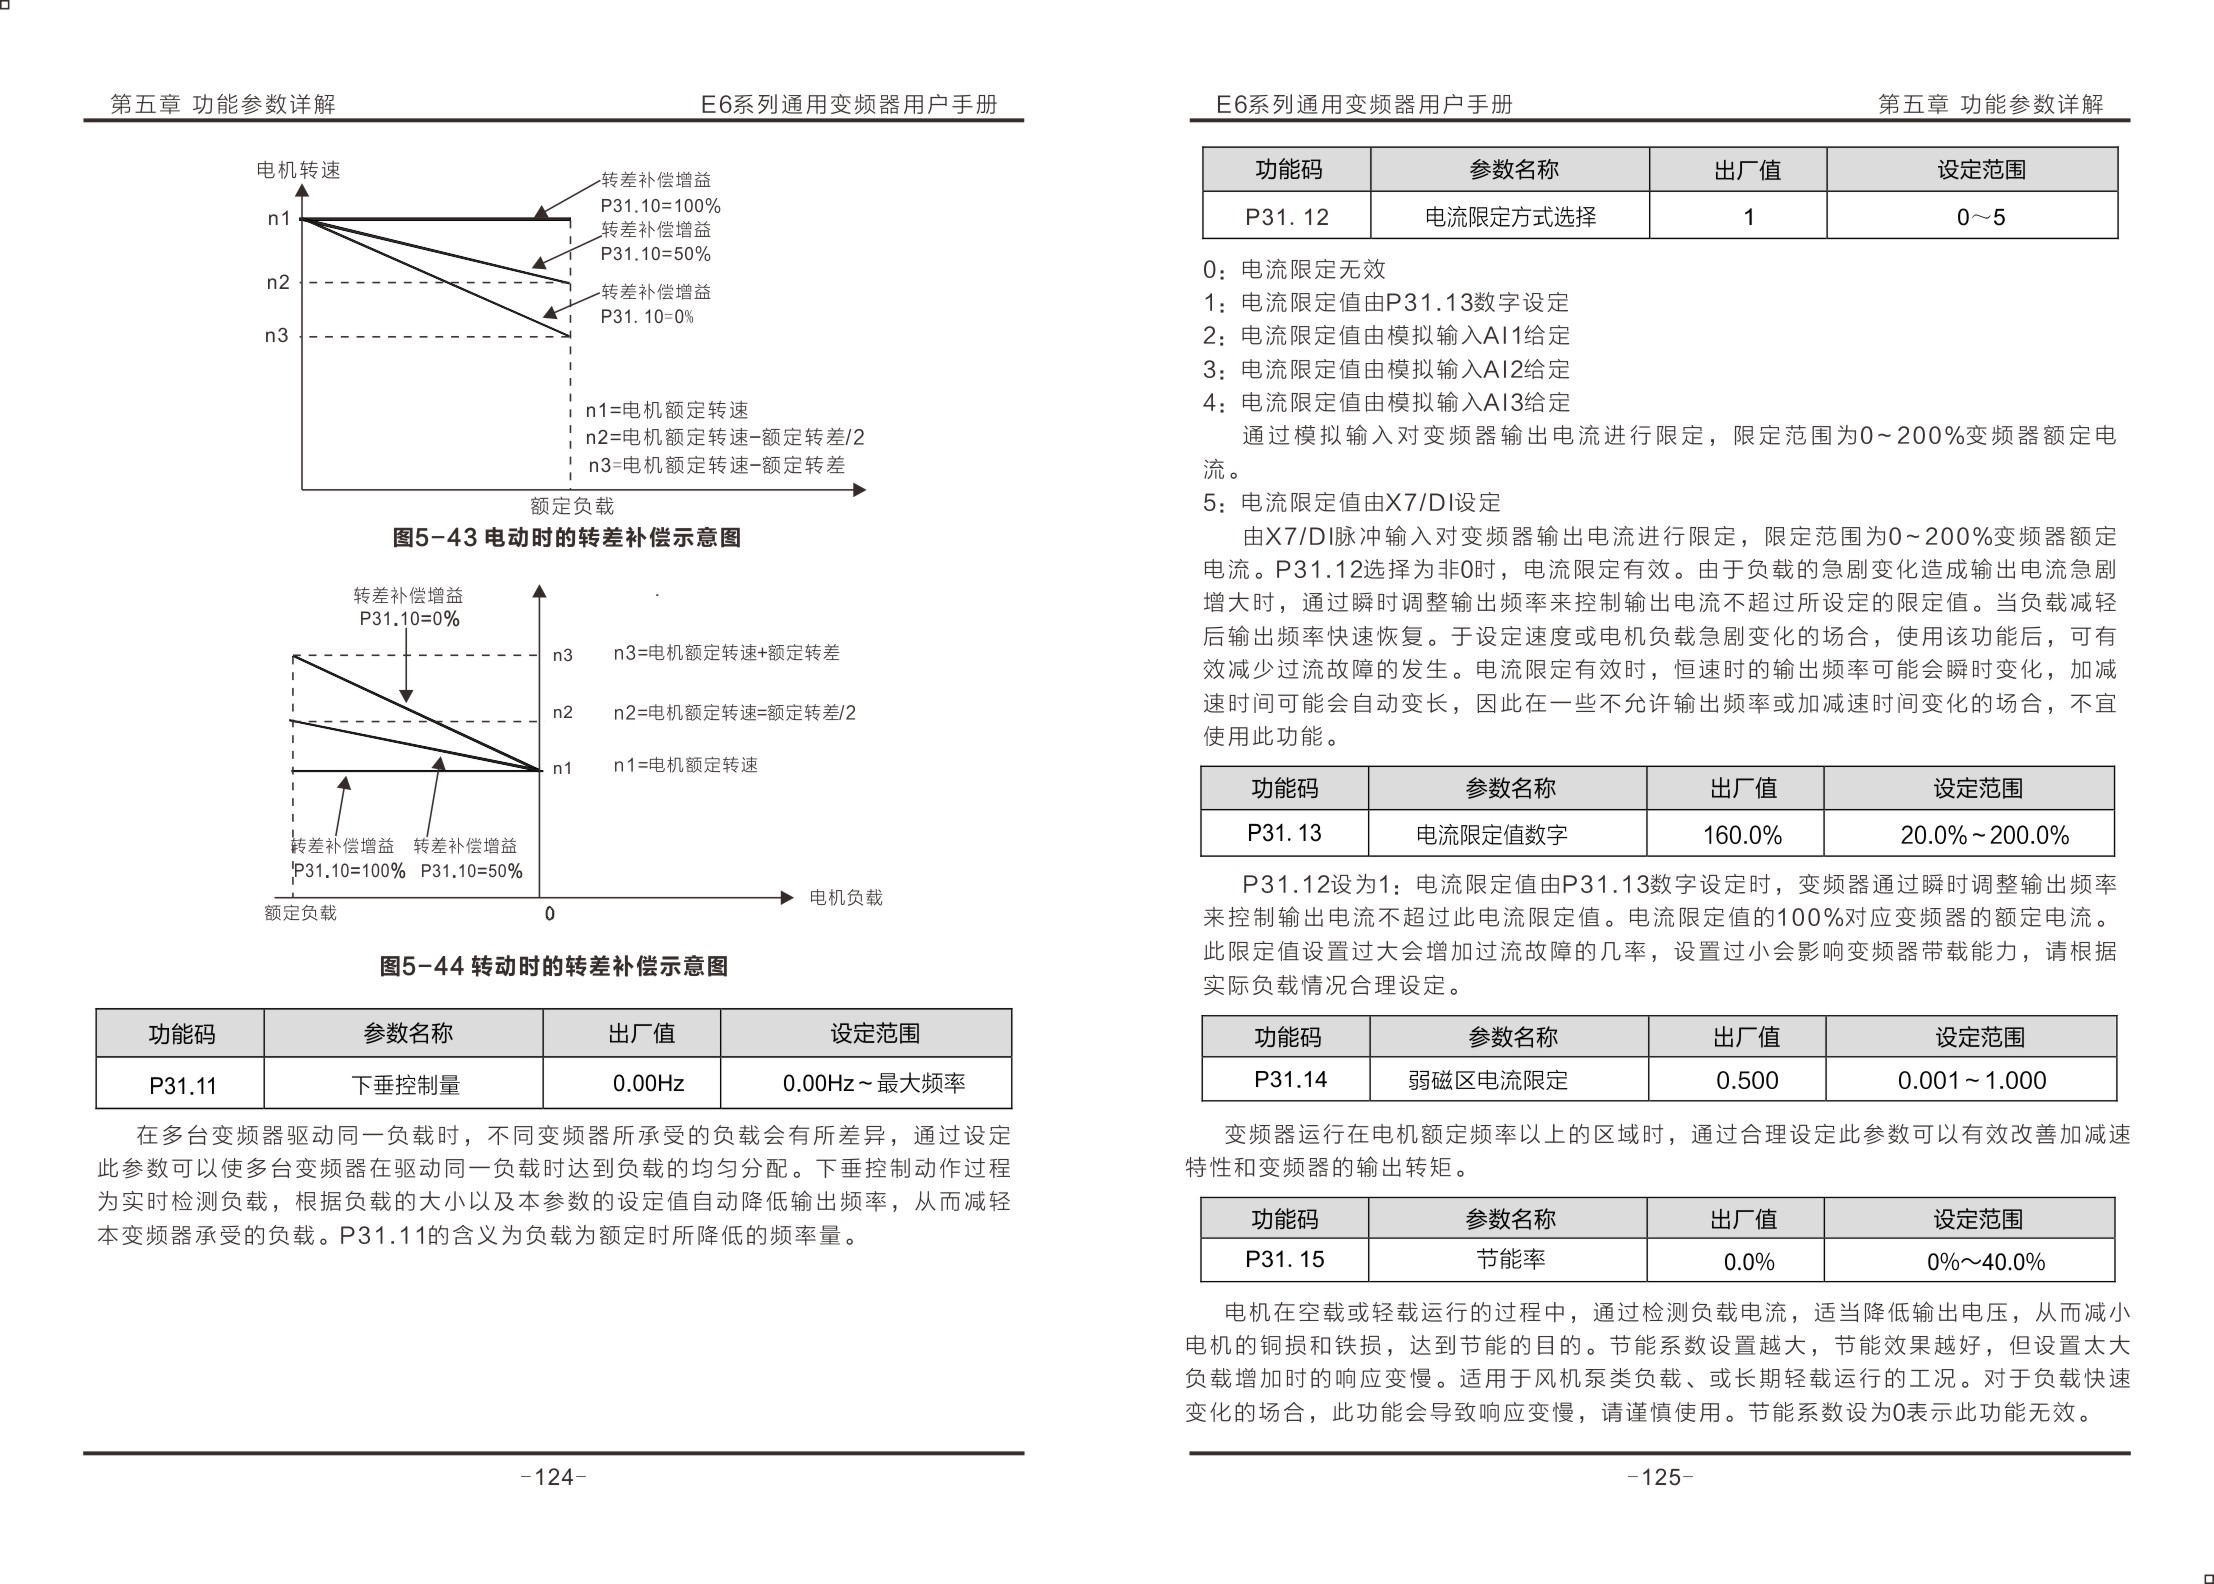 第五章 功能参数详解
E6系列通用变频器用户手册
电机转速
转差补偿增益
P31.10=100%
n1
转差补偿增益
P31.10=50%
n2
转差补偿增益
P31. 10=0%
n3
n1=电机额定转速
n2=电机额定转速-额定转差/2
n3=电机额定转速-额定转差
额定负载
图5-43 电动时的转差补偿示意图
转差补偿增益
P31.10=0%
n3
n3=电机额定转速+额定转差
n2
n2=电机额定转速=额定转差/2
n1
n1=电机额定转速
转差补偿增益
P31.10=100%
转差补偿增益
P31.10=50%
电机负载
额定负载
0
图5-44 转动时的转差补偿示意图
功能码 参数名称 出厂值 设定范围
P31.11 下垂控制量 0.00Hz 0.00Hz~最大频率
在多台变频器驱动同一负载时，不同变频器所承受的负载会有所差异，通过设定
此参数可以使多台变频器在驱动同一负载时达到负载的均匀分配。下垂控制动作过程
为实时检测负载，根据负载的大小以及本参数的设定值自动降低输出频率，从而减轻
本变频器承受的负载。P31.11的含义为负载为额定时所降低的频率量。
-124-
E6系列通用变频器用户手册
第五章 功能参数详解
功能码 参数名称 出厂值 设定范围
P31. 12 电流限定方式选择 1 0～5
0：电流限定无效
1：电流限定值由P31.13数字设定
2：电流限定值由模拟输入AI1给定
3：电流限定值由模拟输入AI2给定
4：电流限定值由模拟输入AI3给定
通过模拟输入对变频器输出电流进行限定，限定范围为0~200%变频器额定电
流。
5：电流限定值由X7/DI设定
由X7/DI脉冲输入对变频器输出电流进行限定，限定范围为0~200%变频器额定
电流。P31.12选择为非0时，电流限定有效。由于负载的急剧变化造成输出电流急剧
增大时，通过瞬时调整输出频率来控制输出电流不超过所设定的限定值。当负载减轻
后输出频率快速恢复。于设定速度或电机负载急剧变化的场合，使用该功能后，可有
效减少过流故障的发生。电流限定有效时，恒速时的输出频率可能会瞬时变化，加减
速时间可能会自动变长，因此在一些不允许输出频率或加减速时间变化的场合，不宜
使用此功能。
功能码 参数名称 出厂值 设定范围
P31. 13 电流限定值数字 160.0% 20.0%~200.0%
P31.12设为1：电流限定值由P31.13数字设定时，变频器通过瞬时调整输出频率
来控制输出电流不超过此电流限定值。电流限定值的100%对应变频器的额定电流。
此限定值设置过大会增加过流故障的几率，设置过小会影响变频器带载能力，请根据
实际负载情况合理设定。
功能码 参数名称 出厂值 设定范围
P31.14 弱磁区电流限定 0.500 0.001~1.000
变频器运行在电机额定频率以上的区域时，通过合理设定此参数可以有效改善加减速
特性和变频器的输出转矩。
功能码 参数名称 出厂值 设定范围
P31. 15 节能率 0.0% 0%～40.0%
电机在空载或轻载运行的过程中，通过检测负载电流，适当降低输出电压，从而减小
电机的铜损和铁损，达到节能的目的。节能系数设置越大，节能效果越好，但设置太大
负载增加时的响应变慢。适用于风机泵类负载、或长期轻载运行的工况。对于负载快速
变化的场合，此功能会导致响应变慢，请谨慎使用。节能系数设为0表示此功能无效。
-125-